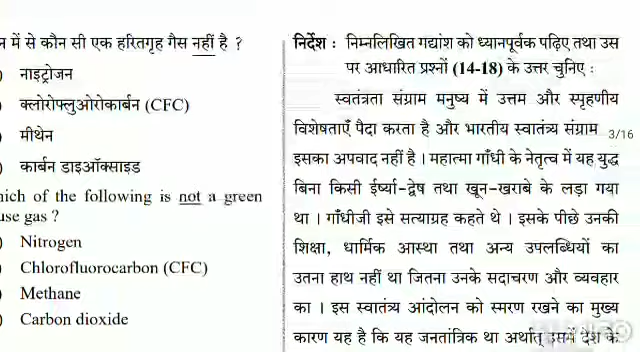 में से कौन सी एक हरितगृह गैस नहीं है ?
नाइट्रोजन
क्लोरोफ्लुओरोकार्बन (CFC)
मीथेन
कार्बन डाइऑक्साइड
of the following is not a green
gas ?
Nitrogen
Chlorofluorocarbon (CFC)
Methane
Carbon dioxide
निर्देश : निम्नलिखित गद्यांश को ध्यानपूर्वक पढ़िए तथा उस
पर आधारित प्रश्नों (14-18) के उत्तर चुनिए :
स्वतंत्रता संग्राम मनुष्य में उत्तम और स्पृहणीय
विशेषताएँ पैदा करता है और भारतीय स्वातंत्र्य संग्राम
3/16
इसका अपवाद नहीं है । महात्मा गाँधी के नेतृत्व में यह युद्ध
बिना किसी ईर्ष्या-द्वेष तथा खून-खराबे के लड़ा गया
था । गाँधीजी इसे सत्याग्रह कहते थे । इसके पीछे उनकी
शिक्षा, धार्मिक आस्था तथा अन्य उपलब्धियों का
उतना हाथ नहीं था जितना उनके सदाचरण और व्यवहार
का । इस स्वातंत्र्य आंदोलन को स्मरण रखने का मुख्य
कारण यह है कि यह जनतांत्रिक था अर्थात् उसमें देश के